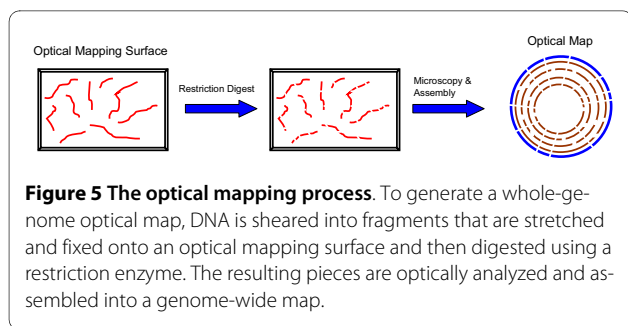 Optical Mapping Surface
Restriction Digest
Microscopy &
Assembly
Optical Map
Figure 5 The optical mapping process. To generate a whole-ge-
nome optical map, DNA is sheared into fragments that are stretched
and fixed onto an optical mapping surface and then digested using a
restriction enzyme. The resulting pieces are optically analyzed and as-
sembled into a genome-wide map.